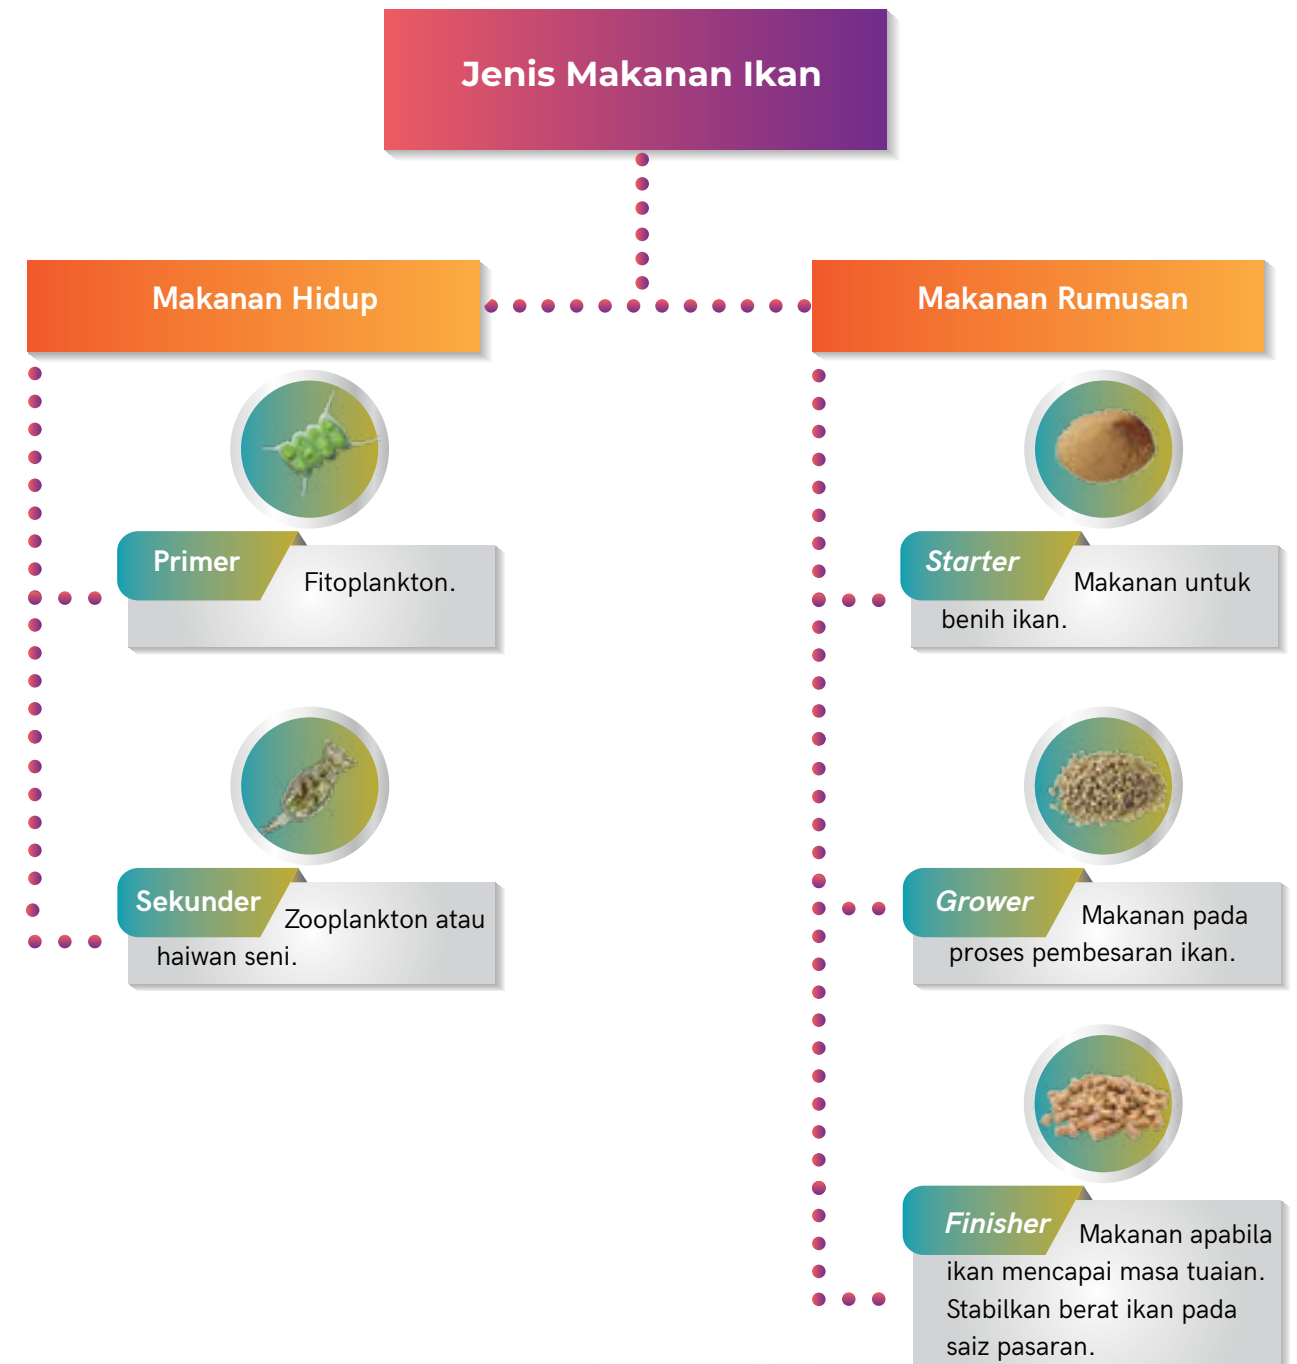 Jenis Makanan Ikan
Makanan Hidup
Primer
Fitoplankton.
Sekunder
Zooplankton atau
haiwan seni.
Makanan Rumusan
Starter
Makanan untuk
benih ikan.
Grower
Makanan pada
proses pembesaran ikan.
Finisher
Makanan apabila
ikan mencapai masa tuaian.
Stabilkan berat ikan pada
saiz pasaran.